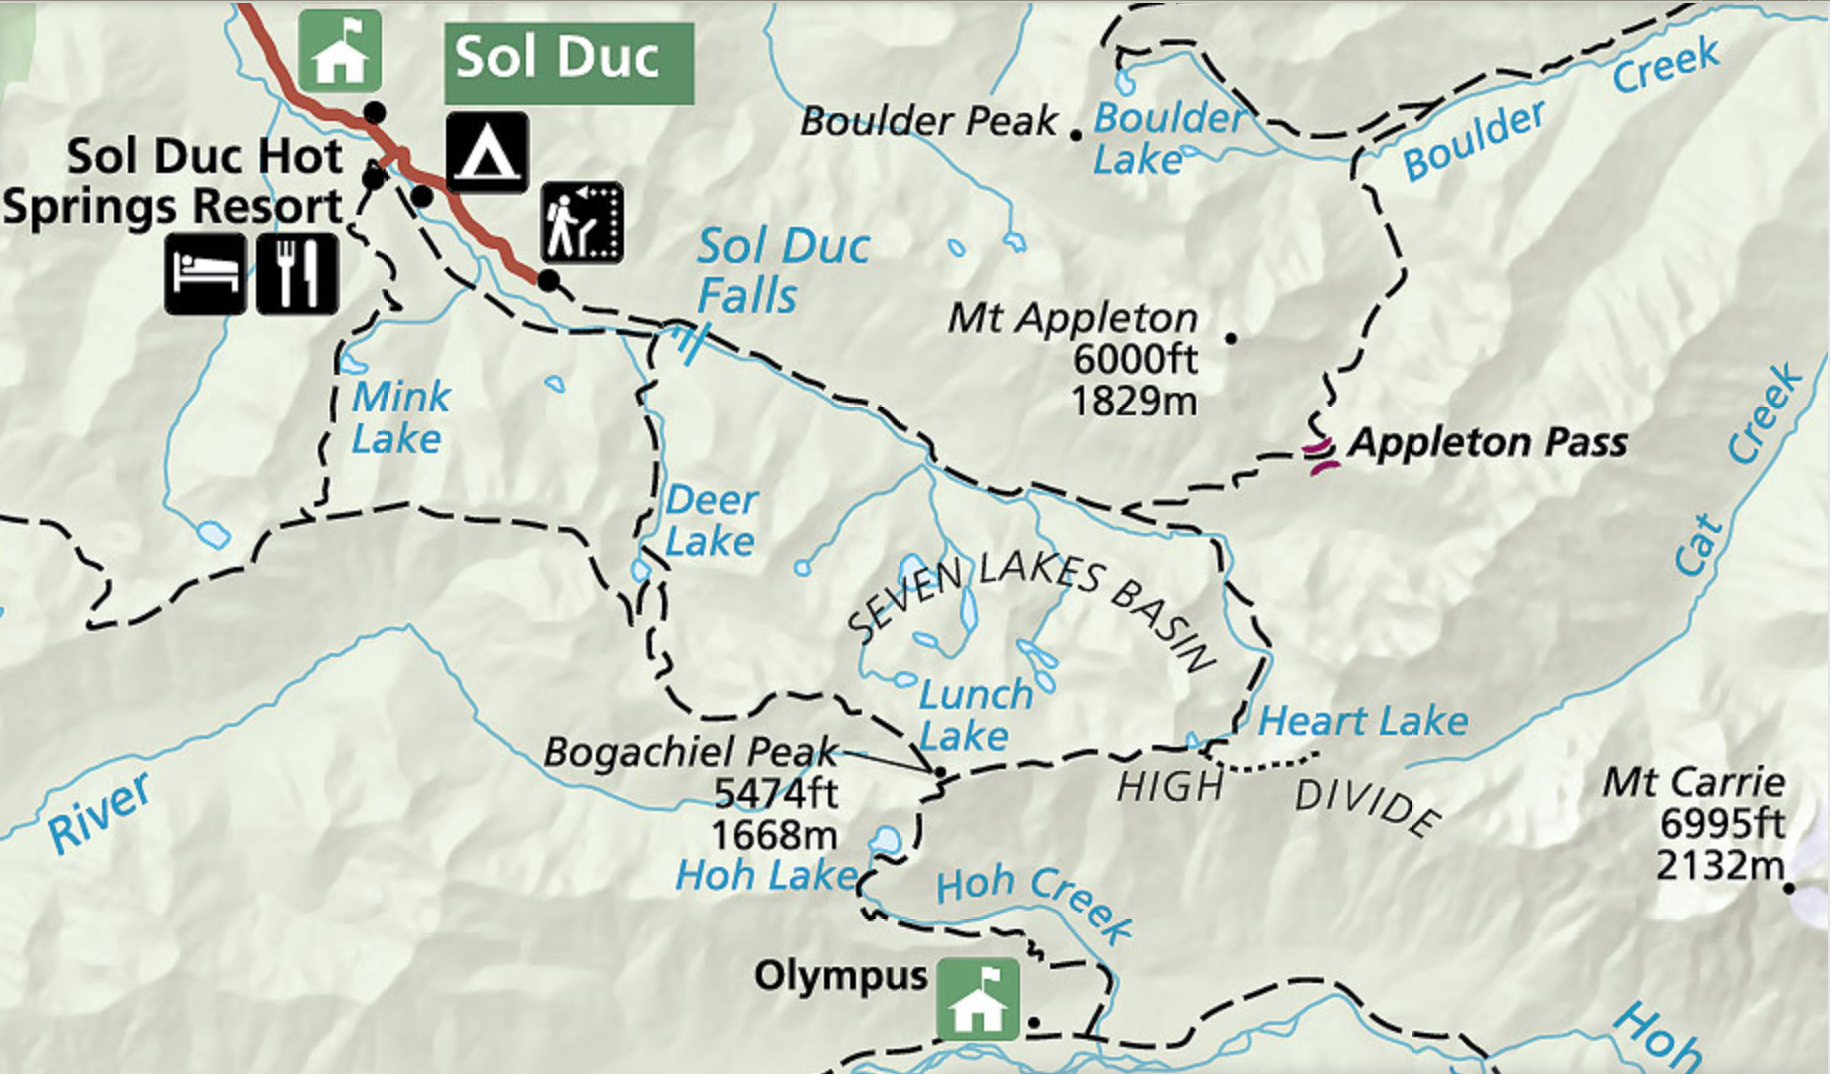 Sol Duc
Sol Duc Hot
Springs Resort
Boulder Peak
Boulder
Lake
Boulder
Creek
Sol Duc
Falls
Mt Appleton
6000ft
1829m
Mink
Lake
Appleton Pass
Cat
Creek
Deer
Lake
SEVEN LAKES BASIN
Lunch
Lake
Heart Lake
Bogachiel Peak
5474ft
1668m
HIGH DIVIDE
Mt Carrie
6995ft
2132m
River
Hoh Lake
Hoh Creek
Olympus
Hoh